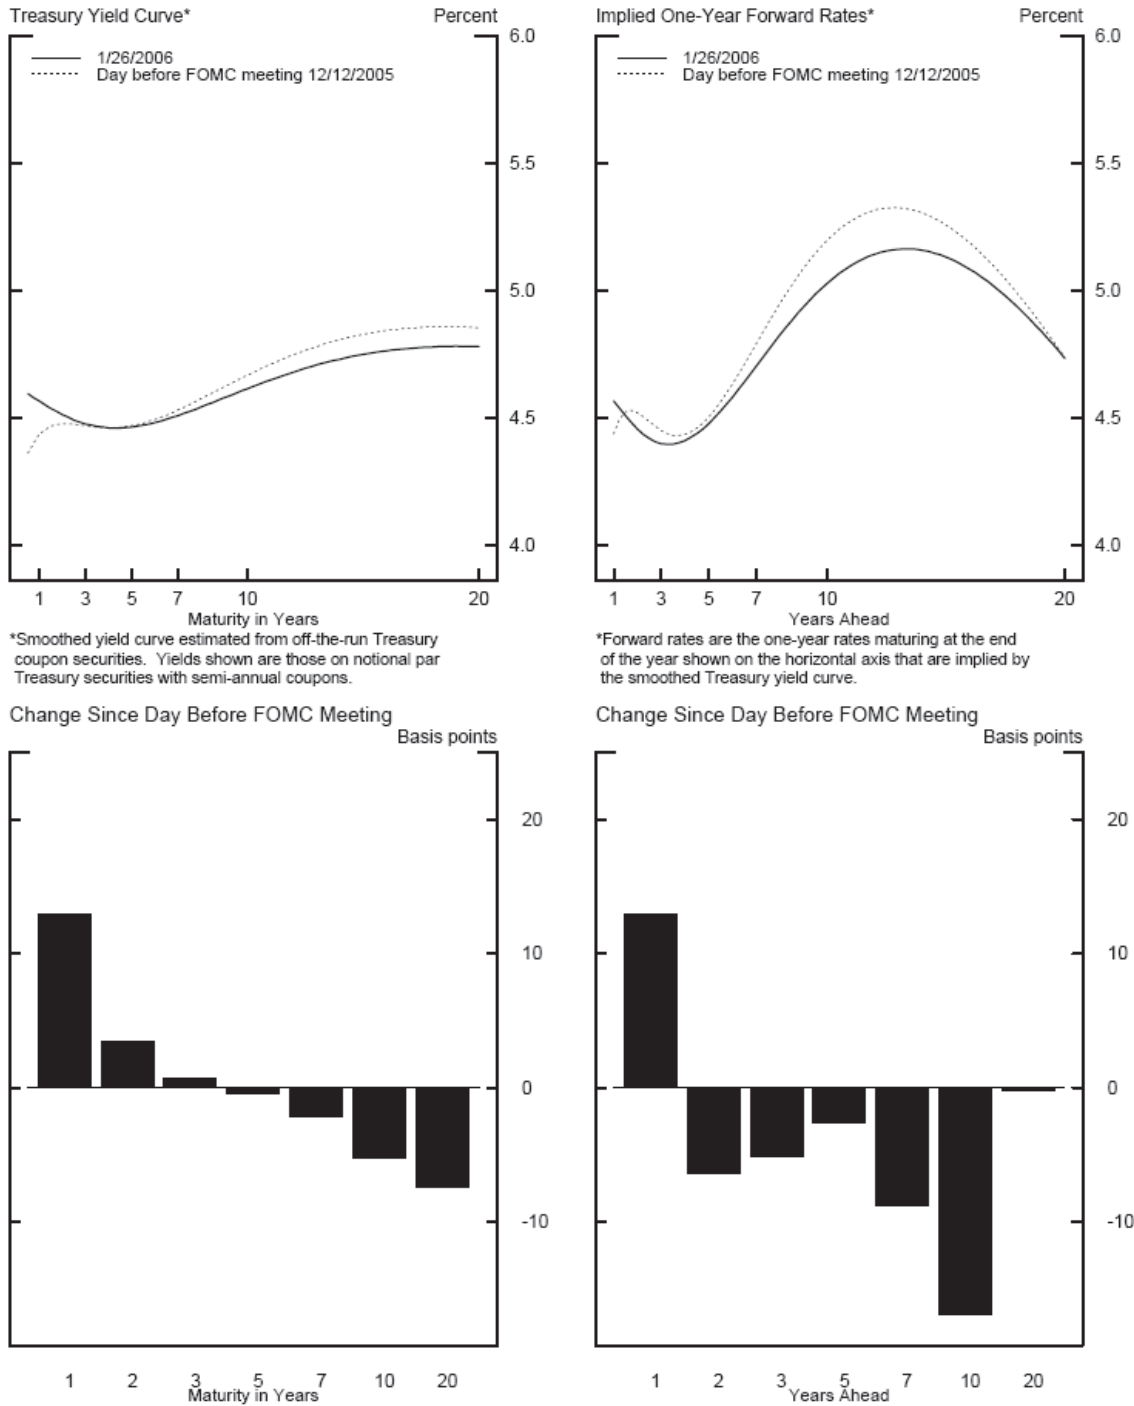 Treasury Yield Curve* Percent
1/26/2006
Day before FOMC meeting 12/12/2005
6.0
5.5
5.0
4.5
4.0
1 3 5 7 10 20
Maturity in Years
*Smoothed yield curve estimated from off-the-run Treasury
coupon securities. Yields shown are those on notional par
Treasury securities with semi-annual coupons.
Implied One-Year Forward Rates* Percent
1/26/2006
Day before FOMC meeting 12/12/2005
6.0
5.5
5.0
4.5
4.0
1 3 5 7 10 20
Years Ahead
*Forward rates are the one-year rates maturing at the end
of the year shown on the horizontal axis that are implied by
the smoothed Treasury yield curve.
Change Since Day Before FOMC Meeting
Basis points
20
10
0
-10
1 2 3 5 7 10 20
Maturity in Years
Change Since Day Before FOMC Meeting
Basis points
20
10
0
-10
1 2 3 5 7 10 20
Years Ahead